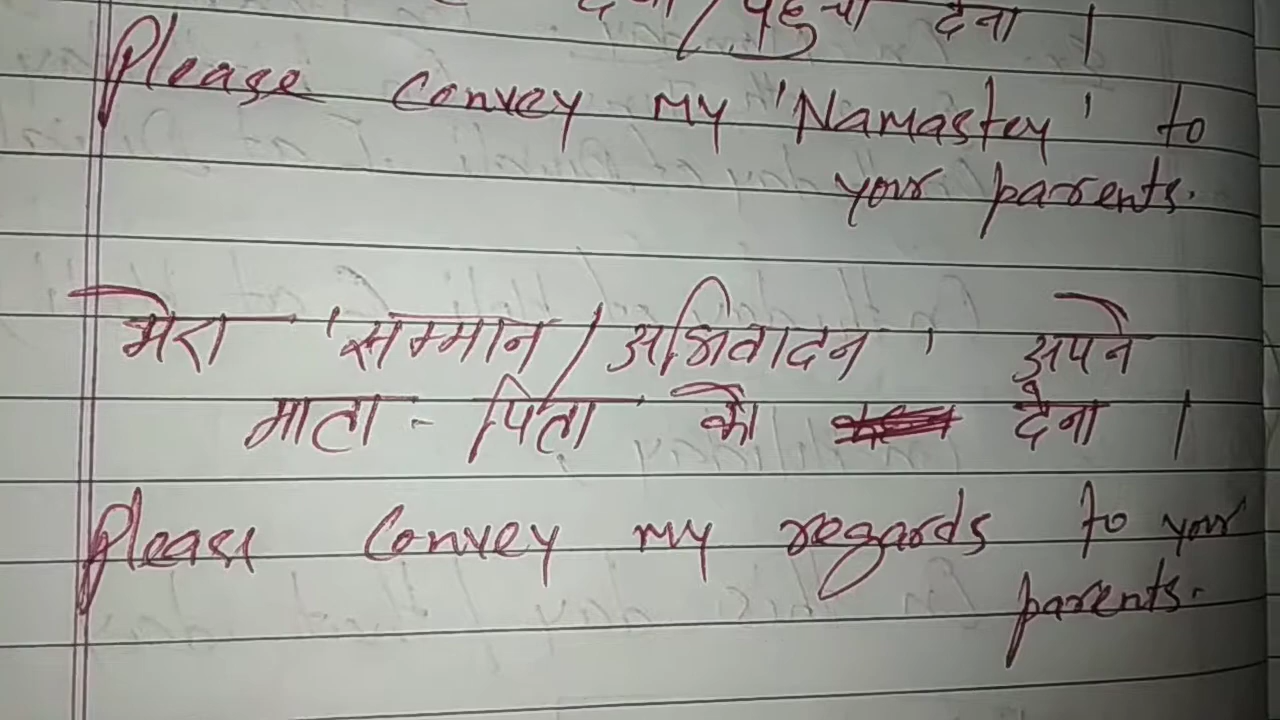 / पहुंचा देना ।
Please convey my 'Namastey' to
your parents.
मेरा 'सम्मान / अभिवादन' अपने
माता - पिता को देना ।
Please convey my regards to your
parents.